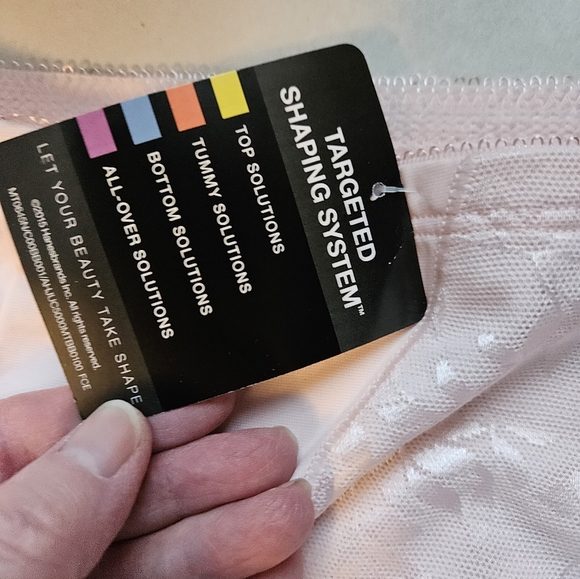 TARGETED
SHAPING SYSTEM™
TOP SOLUTIONS
TUMMY SOLUTIONS
BOTTOM SOLUTIONS
ALL-OVER SOLUTIONS
LET YOUR BEAUTY TAKE SHAPE
©2015 Hanesbrands Inc. All rights reserved.